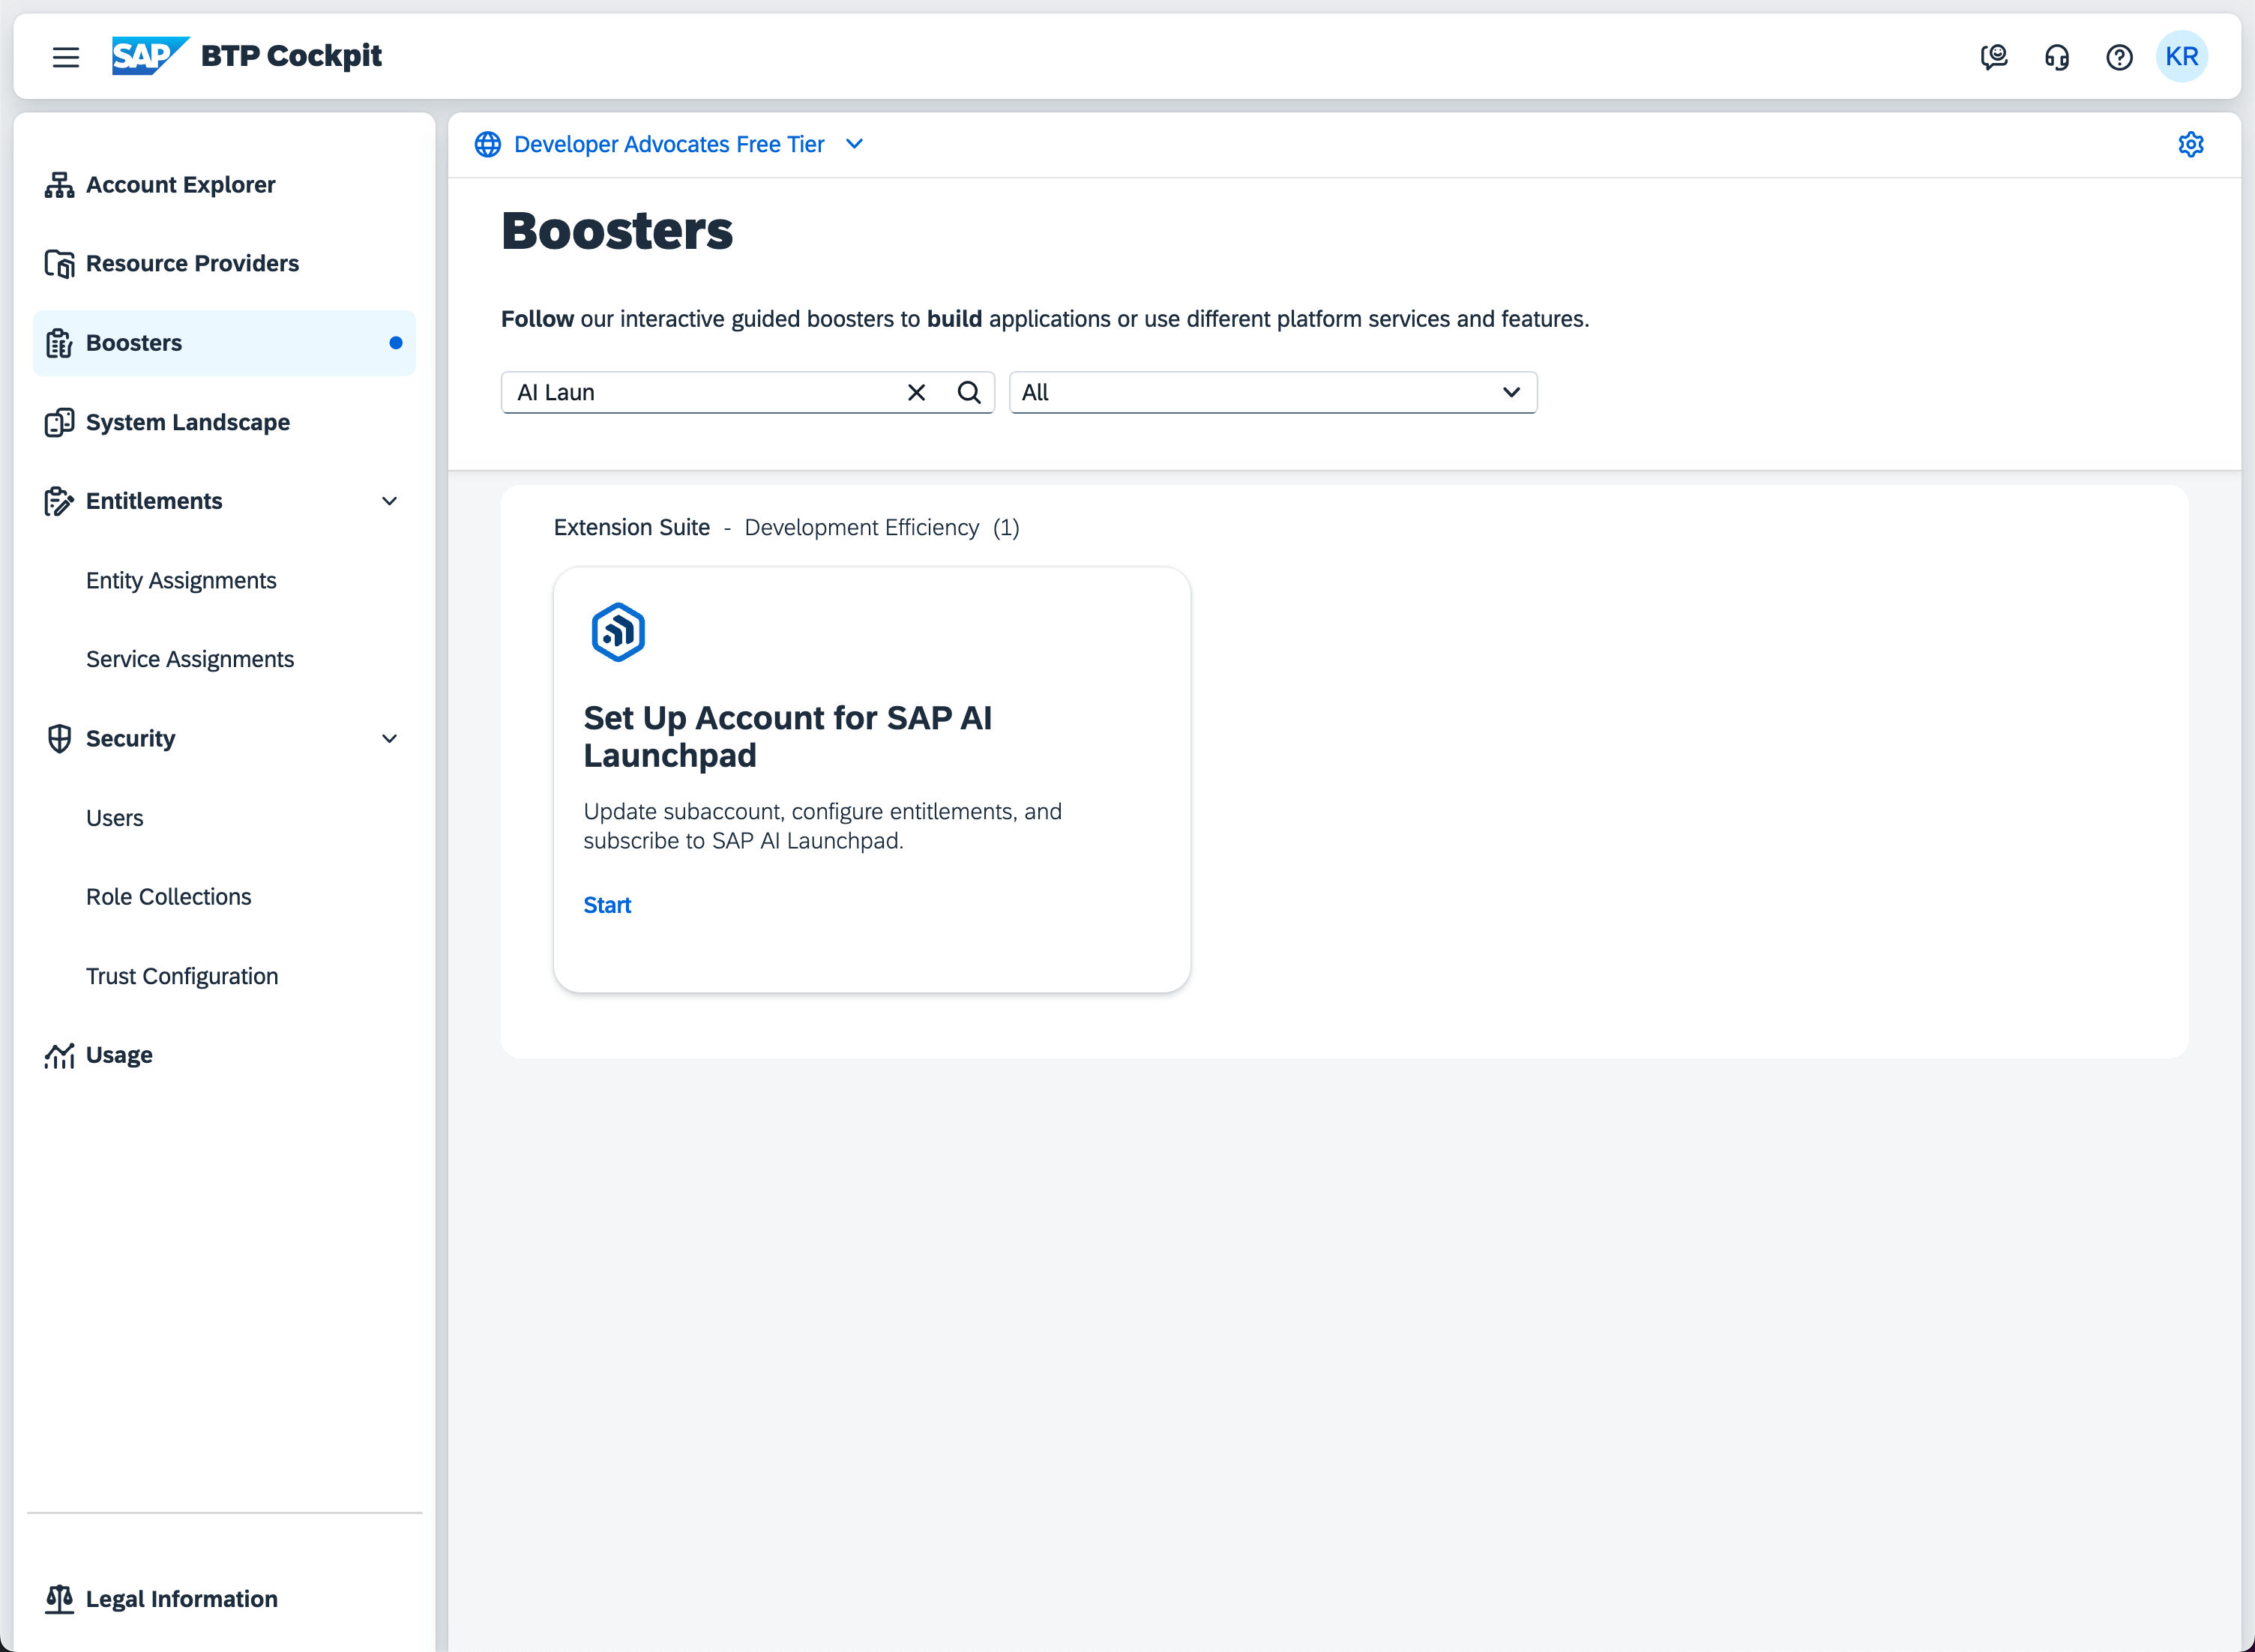 SAP BTP Cockpit
KR
Account Explorer
Resource Providers
Boosters
System Landscape
Entitlements
Entity Assignments
Service Assignments
Security
Users
Role Collections
Trust Configuration
Usage
Legal Information
Developer Advocates Free Tier
Boosters
Follow our interactive guided boosters to build applications or use different platform services and features.
AI Laun
All
Extension Suite - Development Efficiency (1)
Set Up Account for SAP AI
Launchpad
Update subaccount, configure entitlements, and
subscribe to SAP AI Launchpad.
Start